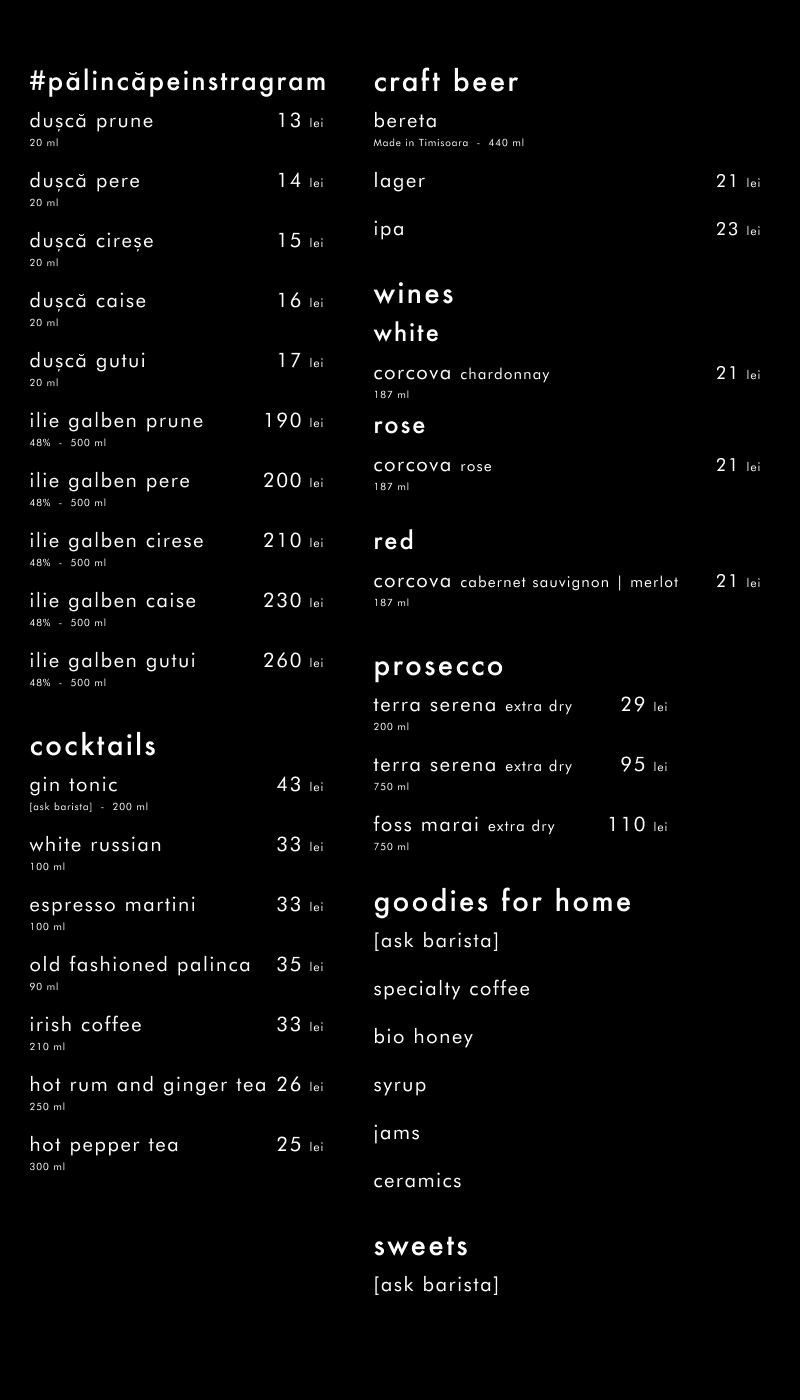 #pălincăpeinstragram
dușcă prune 13 lei
20 ml
dușcă pere 14 lei
20 ml
dușcă cireșe 15 lei
20 ml
dușcă caise 16 lei
20 ml
dușcă gutui 17 lei
20 ml
ilie galben prune 190 lei
48% - 500 ml
ilie galben pere 200 lei
48% - 500 ml
ilie galben cirese 210 lei
48% - 500 ml
ilie galben caise 230 lei
48% - 500 ml
ilie galben gutui 260 lei
48% - 500 ml
cocktails
gin tonic 43 lei
[ask barista] - 200 ml
white russian 33 lei
100 ml
espresso martini 33 lei
100 ml
old fashioned palinca 35 lei
90 ml
irish coffee 33 lei
210 ml
hot rum and ginger tea 26 lei
250 ml
hot pepper tea 25 lei
300 ml
craft beer
bereta
Made in Timisoara - 440 ml
lager 21 lei
ipa 23 lei
wines
white
corcova chardonnay 21 lei
187 ml
rose
corcova rose 21 lei
187 ml
red
corcova cabernet sauvignon | merlot 21 lei
187 ml
prosecco
terra serena extra dry 29 lei
200 ml
terra serena extra dry 95 lei
750 ml
foss marai extra dry 110 lei
750 ml
goodies for home
[ask barista]
specialty coffee
bio honey
syrup
jams
ceramics
sweets
[ask barista]